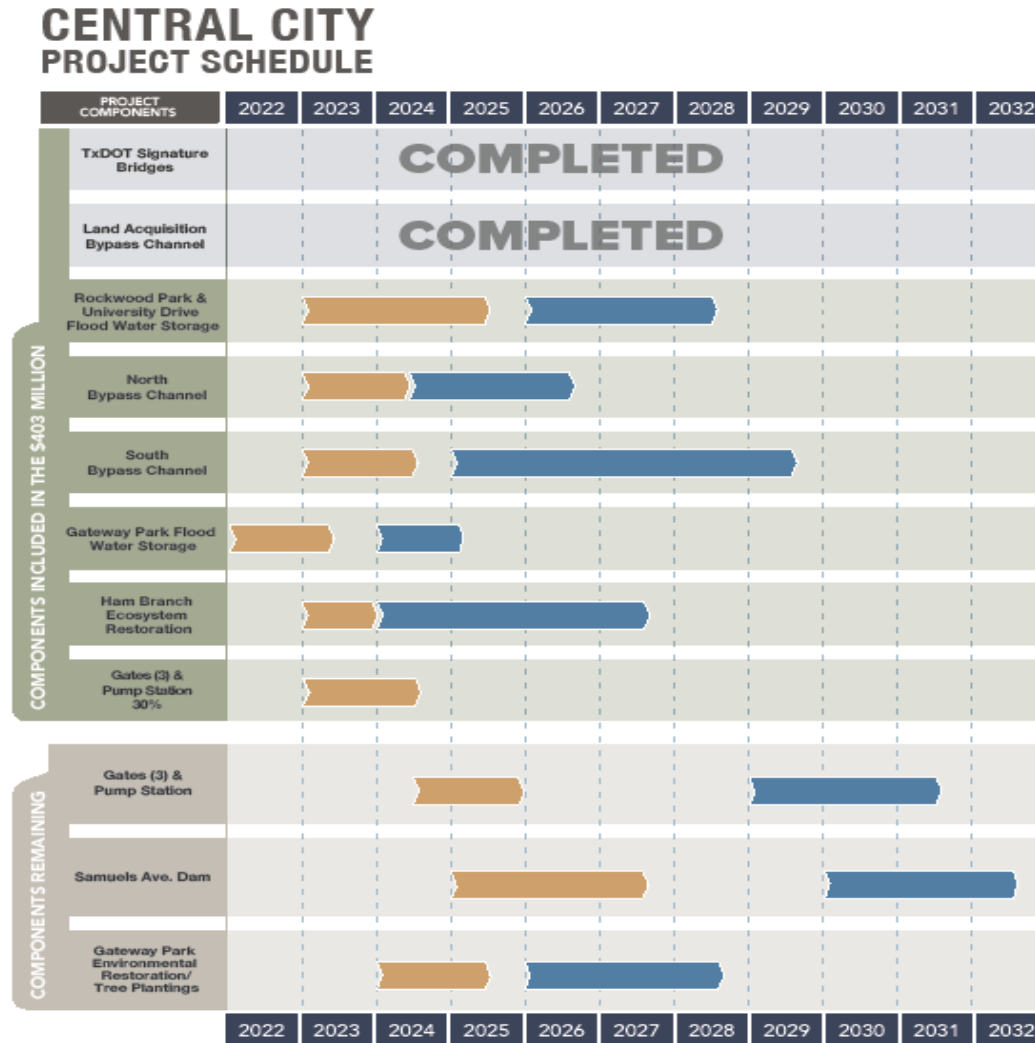 CENTRAL CITY
PROJECT SCHEDULE
PROJECT
COMPONENTS
2022 2023 2024 2025 2026 2027 2028 2029 2030 2031 2032
COMPONENTS INCLUDED IN THE $403 MILLION
TxDOT Signature
Bridges
COMPLETED
Land Acquisition
Bypass Channel
COMPLETED
Rockwood Park &
University Drive
Flood Water Storage
North
Bypass Channel
South
Bypass Channel
Gateway Park Flood
Water Storage
Ham Branch
Ecosystem
Restoration
Gates (3) &
Pump Station
30%
COMPONENTS REMAINING
Gates (3) &
Pump Station
Samuels Ave. Dam
Gateway Park
Environmental
Restoration/
Tree Plantings
2022 2023 2024 2025 2026 2027 2028 2029 2030 2031 2032